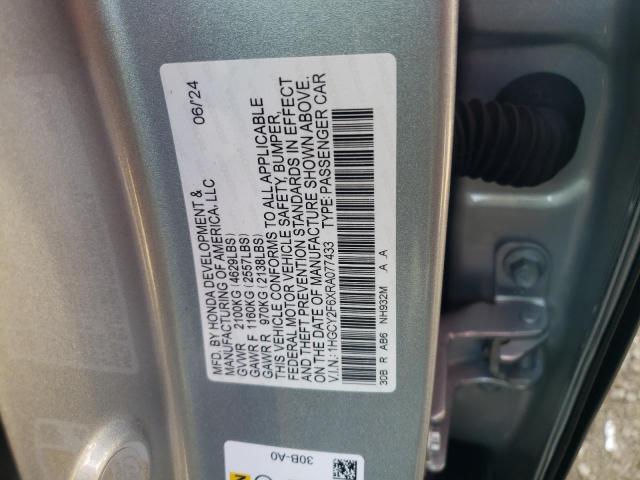 MFD. BY HONDA DEVELOPMENT & 06/24
MANUFACTURING OF AMERICA, LLC
GVWR 2100KG (4629LBS)
GAWR F 1160KG (2557LBS)
GAWR R 970KG (2138LBS)
THIS VEHICLE CONFORMS TO ALL APPLICABLE
FEDERAL MOTOR VEHICLE SAFETY, BUMPER,
AND THEFT PREVENTION STANDARDS IN EFFECT
ON THE DATE OF MANUFACTURE SHOWN ABOVE.
V.I.N.:1HGCY2F6XRA077433 TYPE:PASSENGER CAR
30B R AB6 NH932M A A
30B-A0